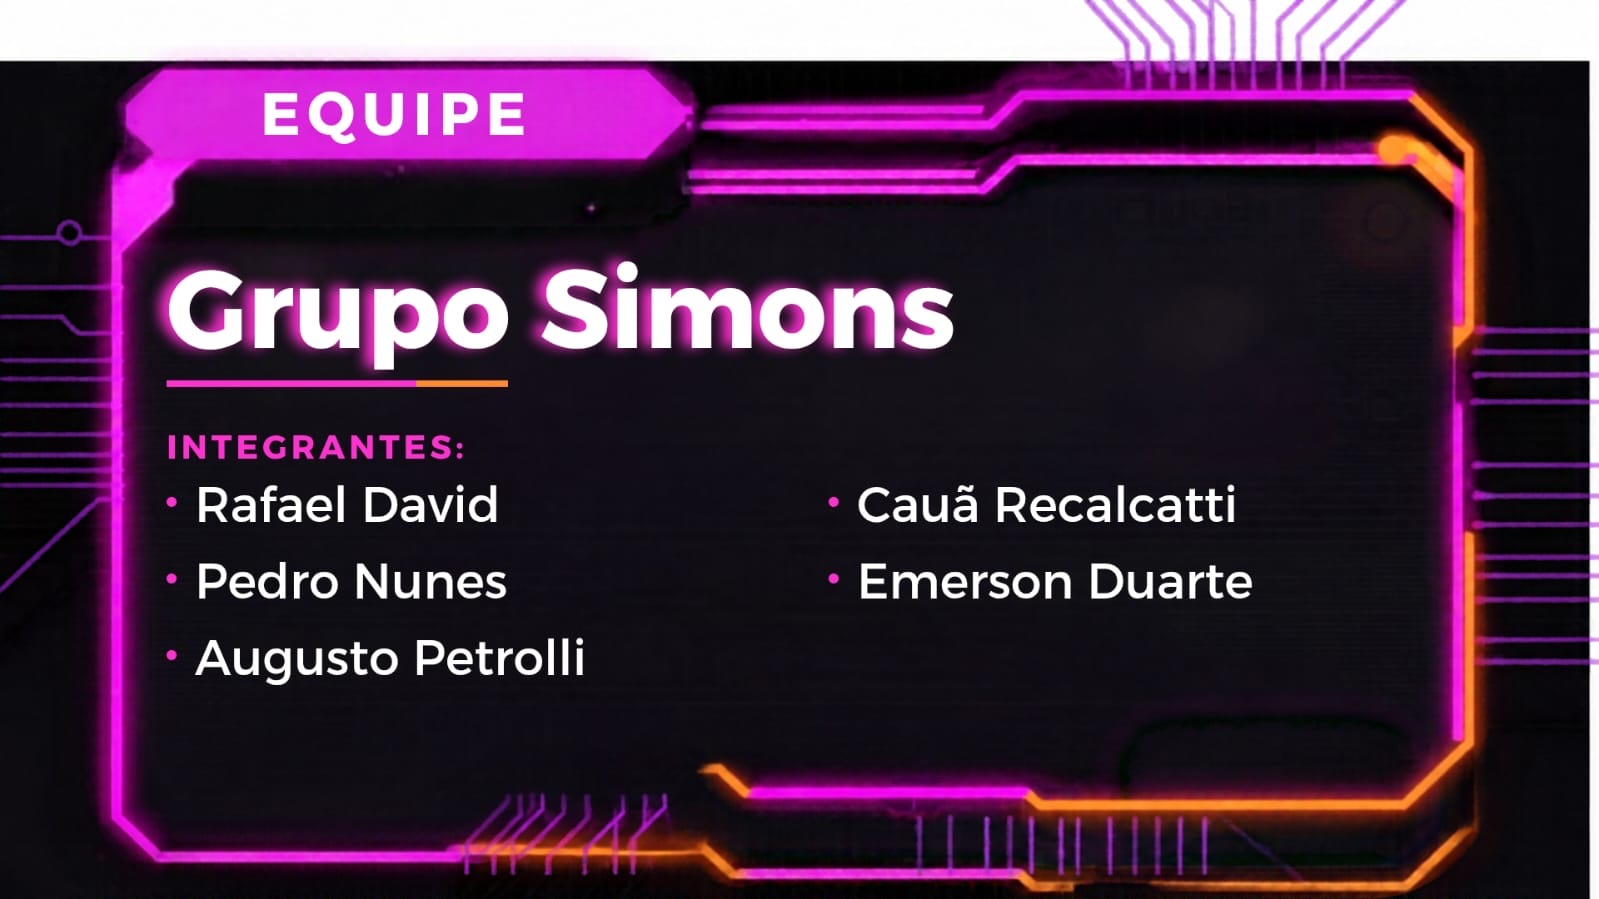 EQUIPE
Grupo Simons
INTEGRANTES:
• Rafael David
• Pedro Nunes
• Augusto Petrolli
• Cauã Recalcatti
• Emerson Duarte